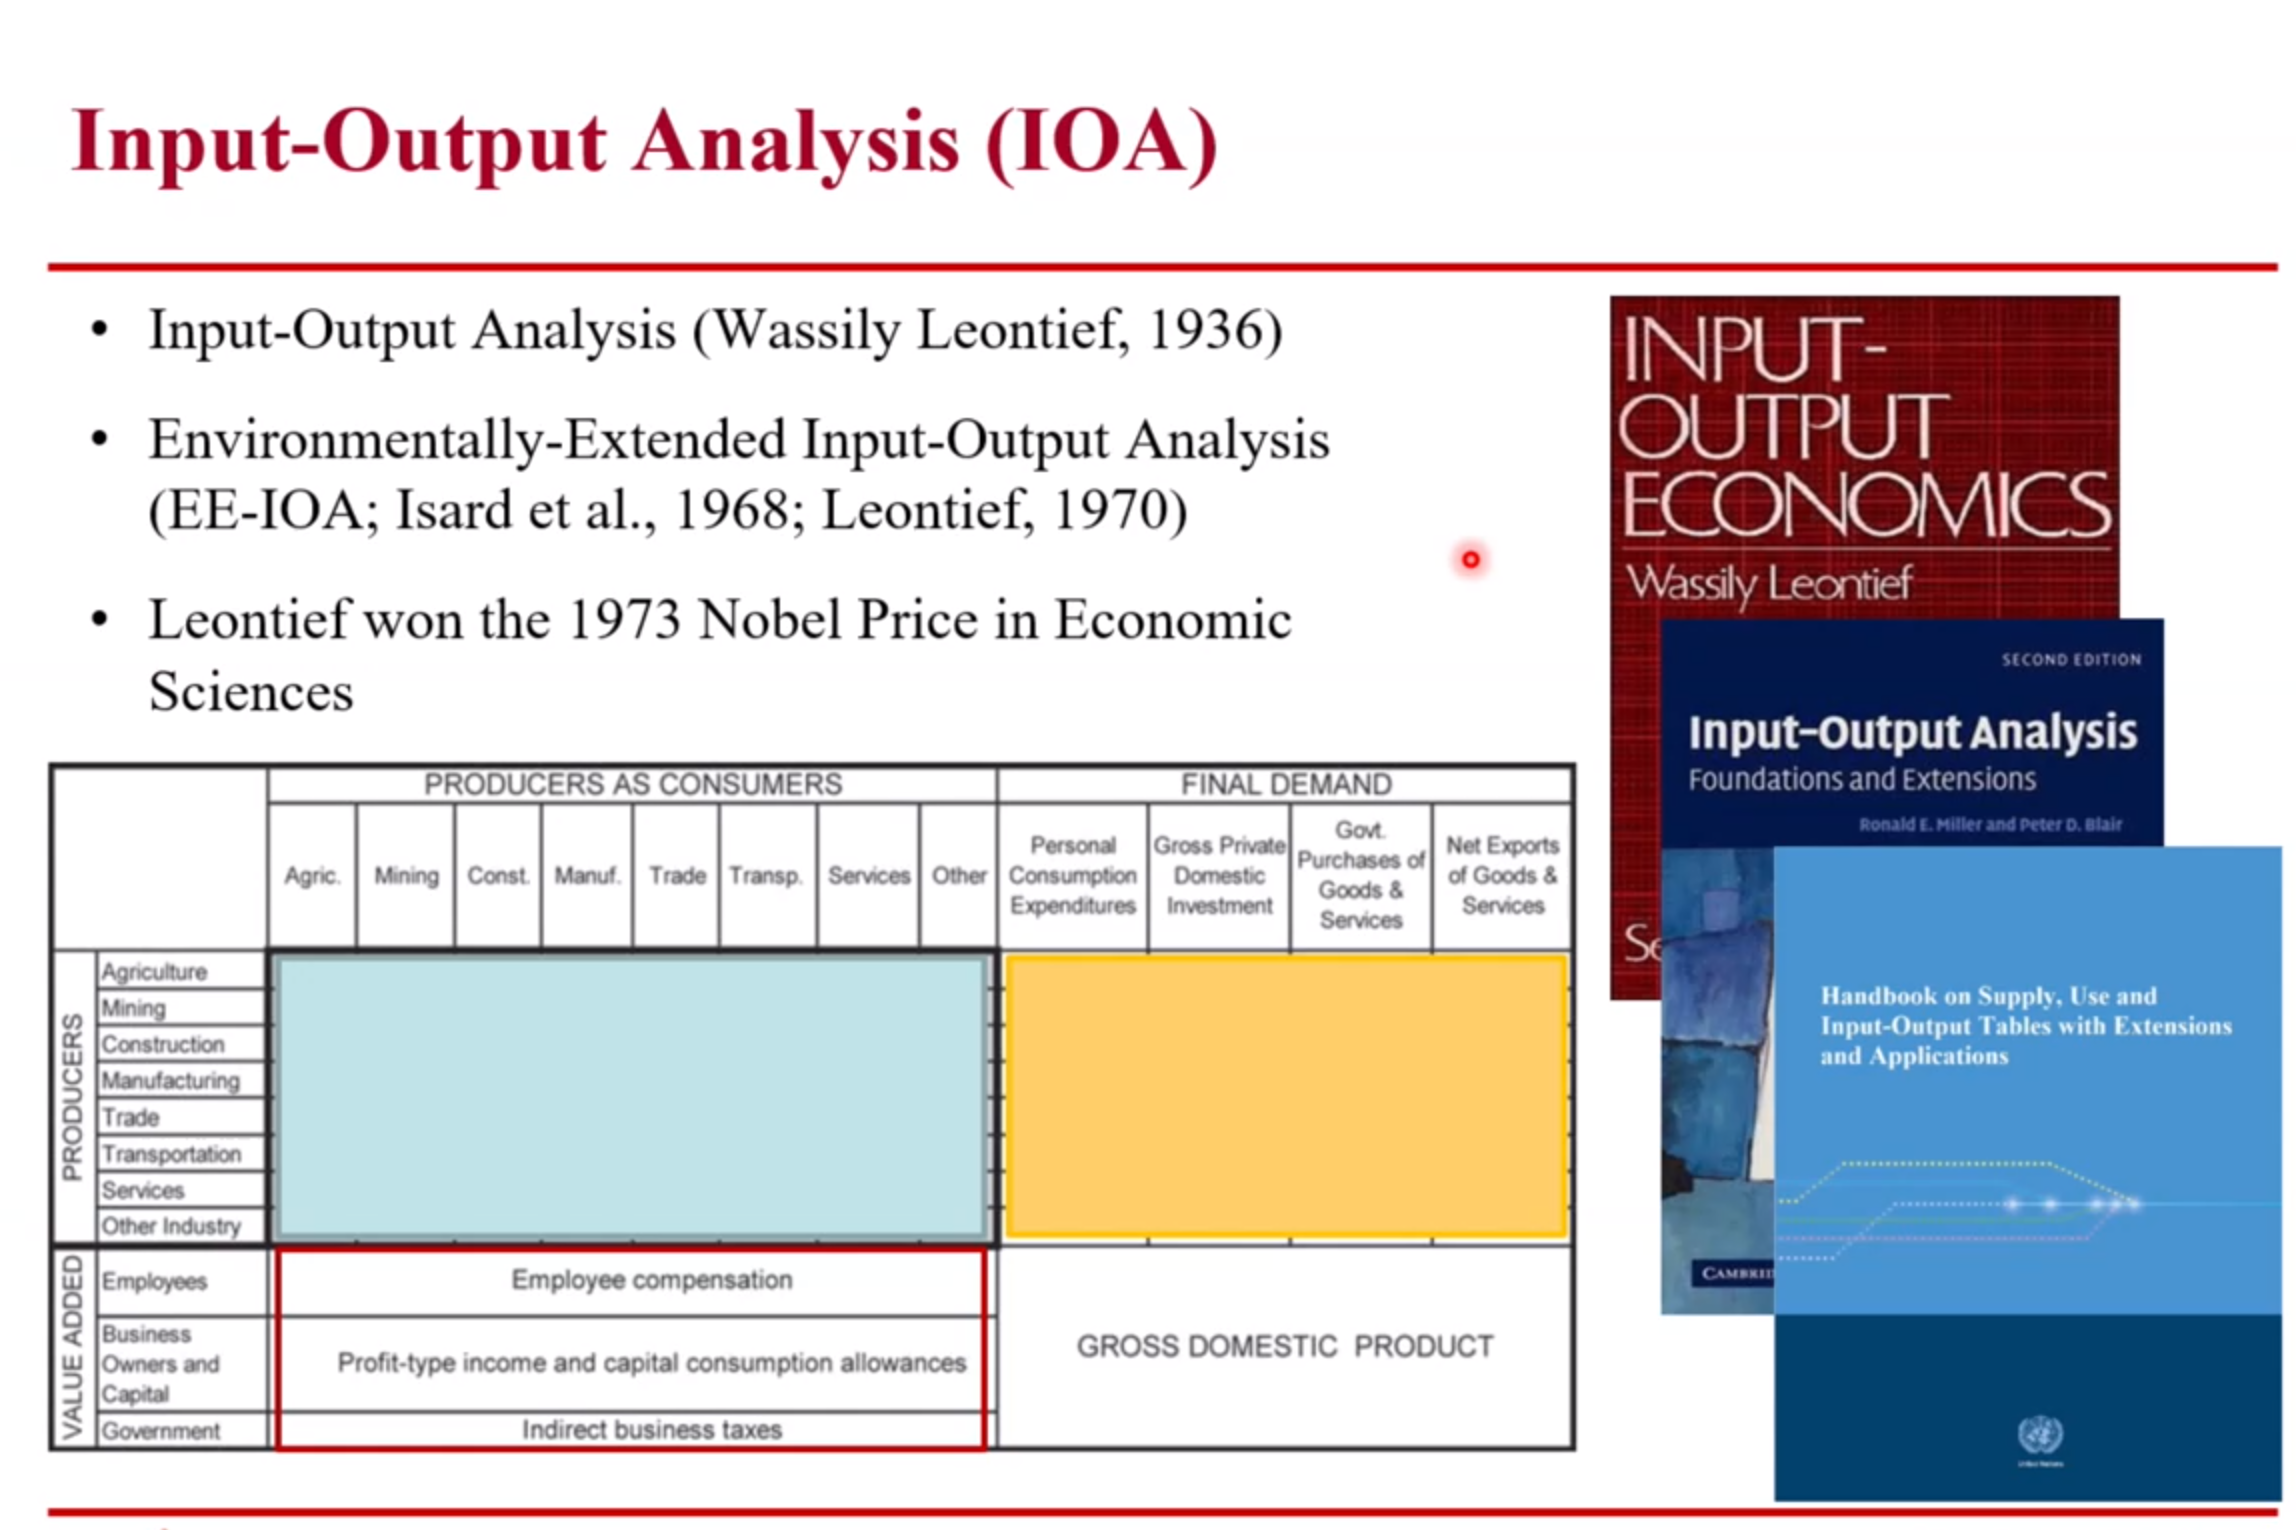 Input-Output Analysis (IOA)
• Input-Output Analysis (Wassily Leontief, 1936)
• Environmentally-Extended Input-Output Analysis
(EE-IOA; Isard et al., 1968; Leontief, 1970)
• Leontief won the 1973 Nobel Price in Economic
Sciences
PRODUCERS AS CONSUMERS
FINAL DEMAND
Agric.
Mining
Const.
Manuf.
Trade
Transp.
Services
Other
Personal
Consumption
Expenditures
Gross Private
Domestic
Investment
Govt.
Purchases of
Goods &
Services
Net Exports
of Goods &
Services
PRODUCERS
Agriculture
Mining
Construction
Manufacturing
Trade
Transportation
Services
Other Industry
VALUE ADDED
Employees
Employee compensation
Business
Owners and
Capital
Profit-type income and capital consumption allowances
Government
Indirect business taxes
GROSS DOMESTIC PRODUCT
INPUT-
OUTPUT
ECONOMICS
Wassily Leontief
Se
SECOND EDITION
Input–Output Analysis
Foundations and Extensions
Ronald E. Miller and Peter D. Blair
CAMBRI
Handbook on Supply, Use and
Input-Output Tables with Extensions
and Applications
United Nations